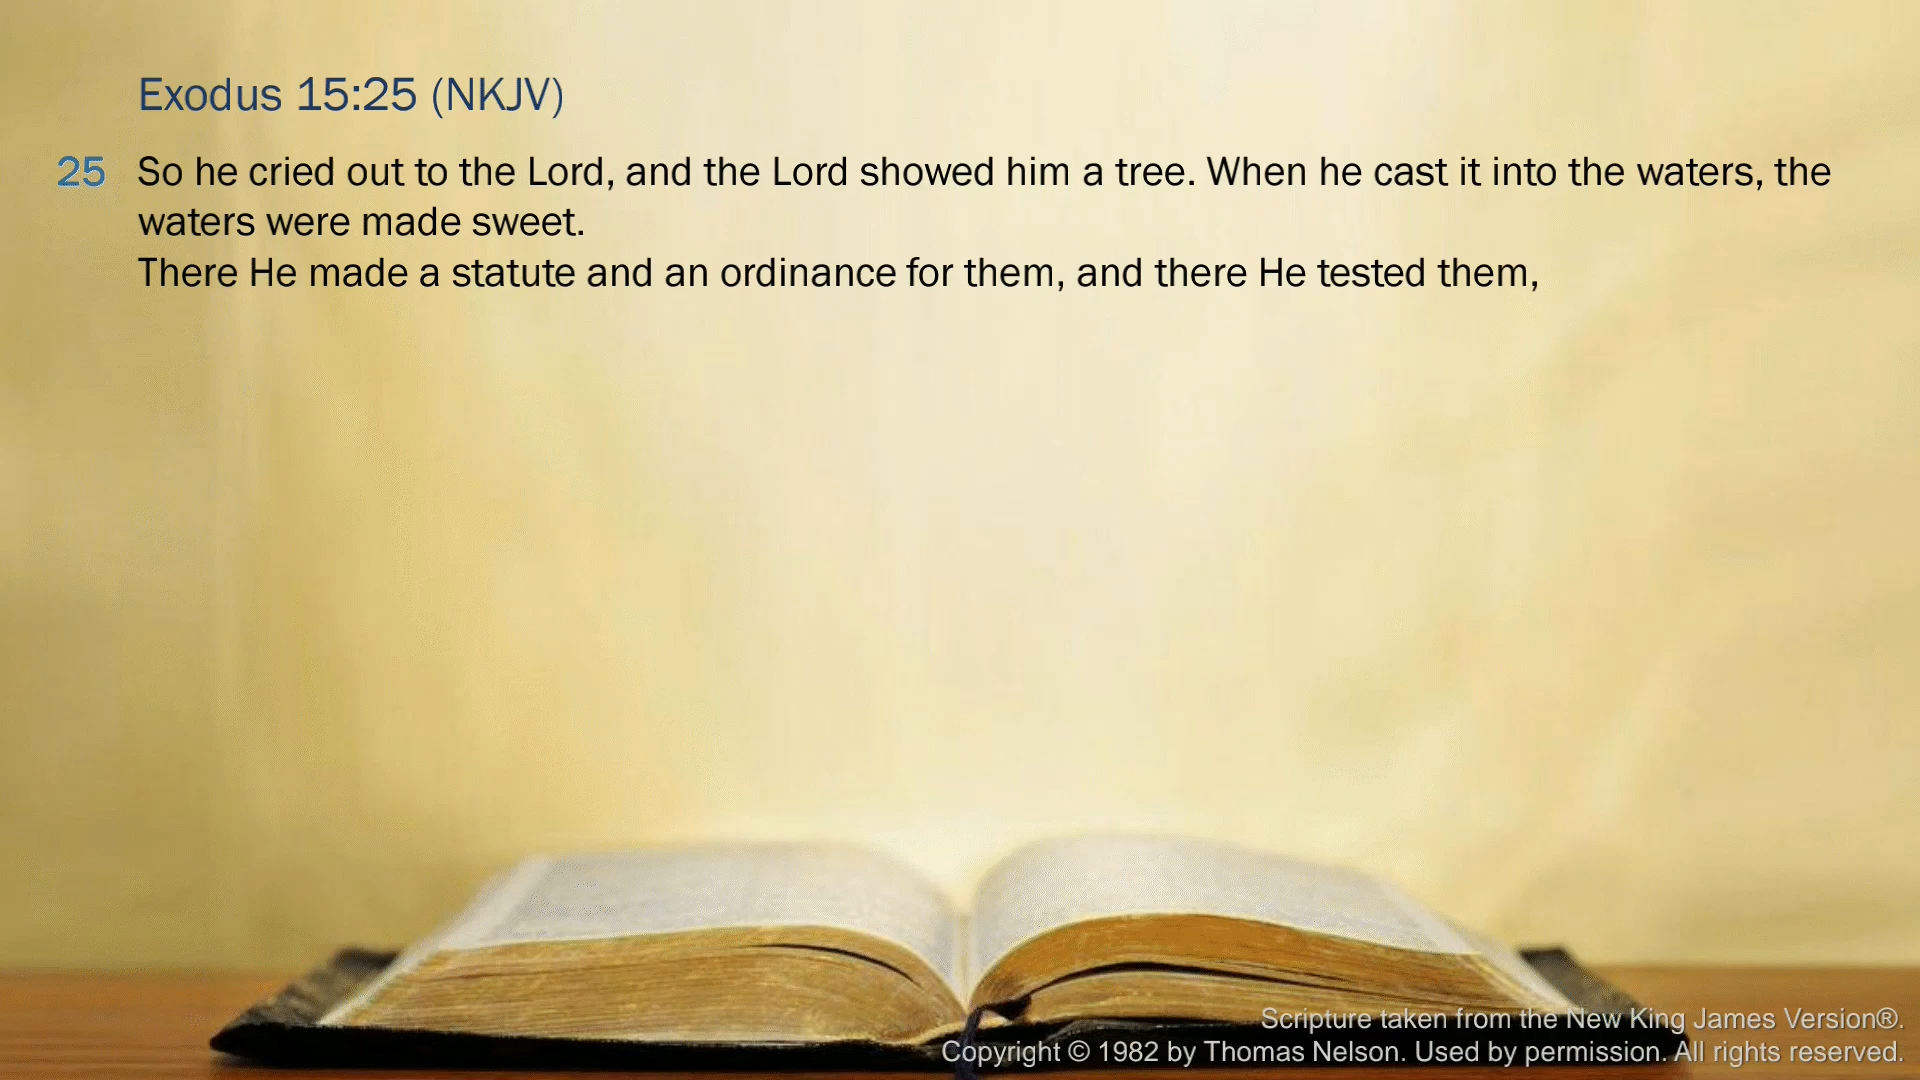 Exodus 15:25 (NKJV)
25 So he cried out to the Lord, and the Lord showed him a tree. When he cast it into the waters, the
waters were made sweet.
There He made a statute and an ordinance for them, and there He tested them,
Scripture taken from the New King James Version®.
Copyright © 1982 by Thomas Nelson. Used by permission. All rights reserved.